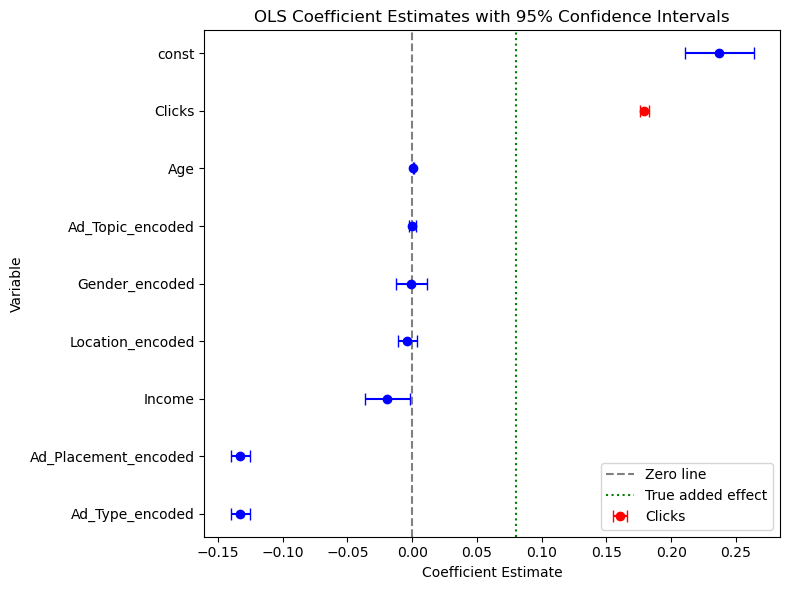 OLS Coefficient Estimates with 95% Confidence Intervals
const
Clicks
Age
Ad_Topic_encoded
Gender_encoded
Location_encoded
Income
Ad_Placement_encoded
Ad_Type_encoded
Variable
Zero line
True added effect
Clicks
−0.15 −0.10 −0.05 0.00 0.05 0.10 0.15 0.20 0.25
Coefficient Estimate